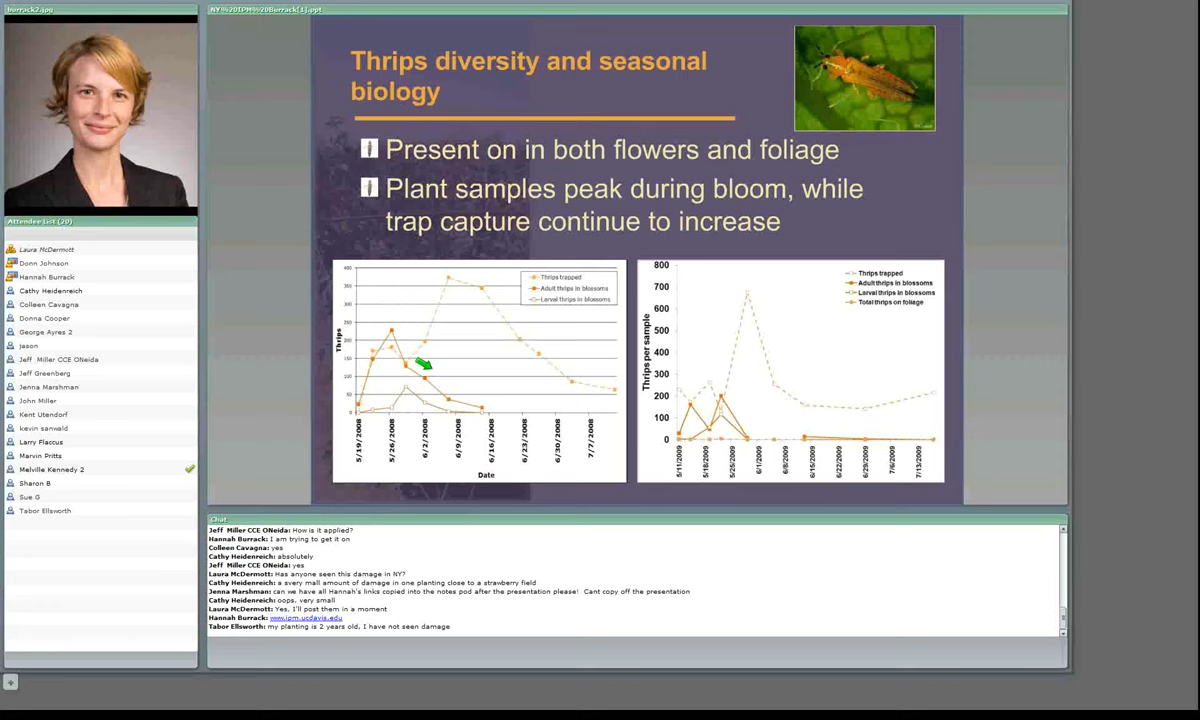 burrack2.jpg
NY%20IPM%20Burrack[1].ppt
Thrips diversity and seasonal
biology
Present on in both flowers and foliage
Plant samples peak during bloom, while
trap capture continue to increase
400
350
300
250
200
150
100
50
0
Thrips
Thrips trapped
Adult thrips in blossoms
Larval thrips in blossoms
5/19/2008
5/26/2008
6/2/2008
6/9/2008
6/16/2008
6/23/2008
6/30/2008
7/7/2008
Date
800
700
600
500
400
300
200
100
0
Thrips per sample
Thrips trapped
Adult thrips in blossoms
Larval thrips in blossoms
Total thrips on foliage
5/11/2009
5/18/2009
5/25/2009
6/1/2009
6/8/2009
6/15/2009
6/22/2009
6/29/2009
7/6/2009
7/13/2009
Attendee List (20)
Laura McDermott
Donn Johnson
Hannah Burrack
Cathy Heidenreich
Colleen Cavagna
Donna Cooper
George Ayres 2
jason
Jeff Miller CCE ONeida
Jeff Greenberg
Jenna Marshman
John Miller
Kent Utendorf
kevin sanwald
Larry Flaccus
Marvin Pritts
Melville Kennedy 2
Sharon B
Sue G
Tabor Ellsworth
Chat
Jeff Miller CCE ONeida: How is it applied?
Hannah Burrack: I am trying to get it on
Colleen Cavagna: yes
Cathy Heidenreich: absolutely
Jeff Miller CCE ONeida: yes
Laura McDermott: Has anyone seen this damage in NY?
Cathy Heidenreich: a svery mall amount of damage in one planting close to a strawberry field
Jenna Marshman: can we have all Hannah's links copied into the notes pod after the presentation please! Cant copy off the presentation
Cathy Heidenreich: oops, very small
Laura McDermott: Yes, I'll post them in a moment
Hannah Burrack: www.ipm.ucdavis.edu
Tabor Ellsworth: my planting is 2 years old, I have not seen damage